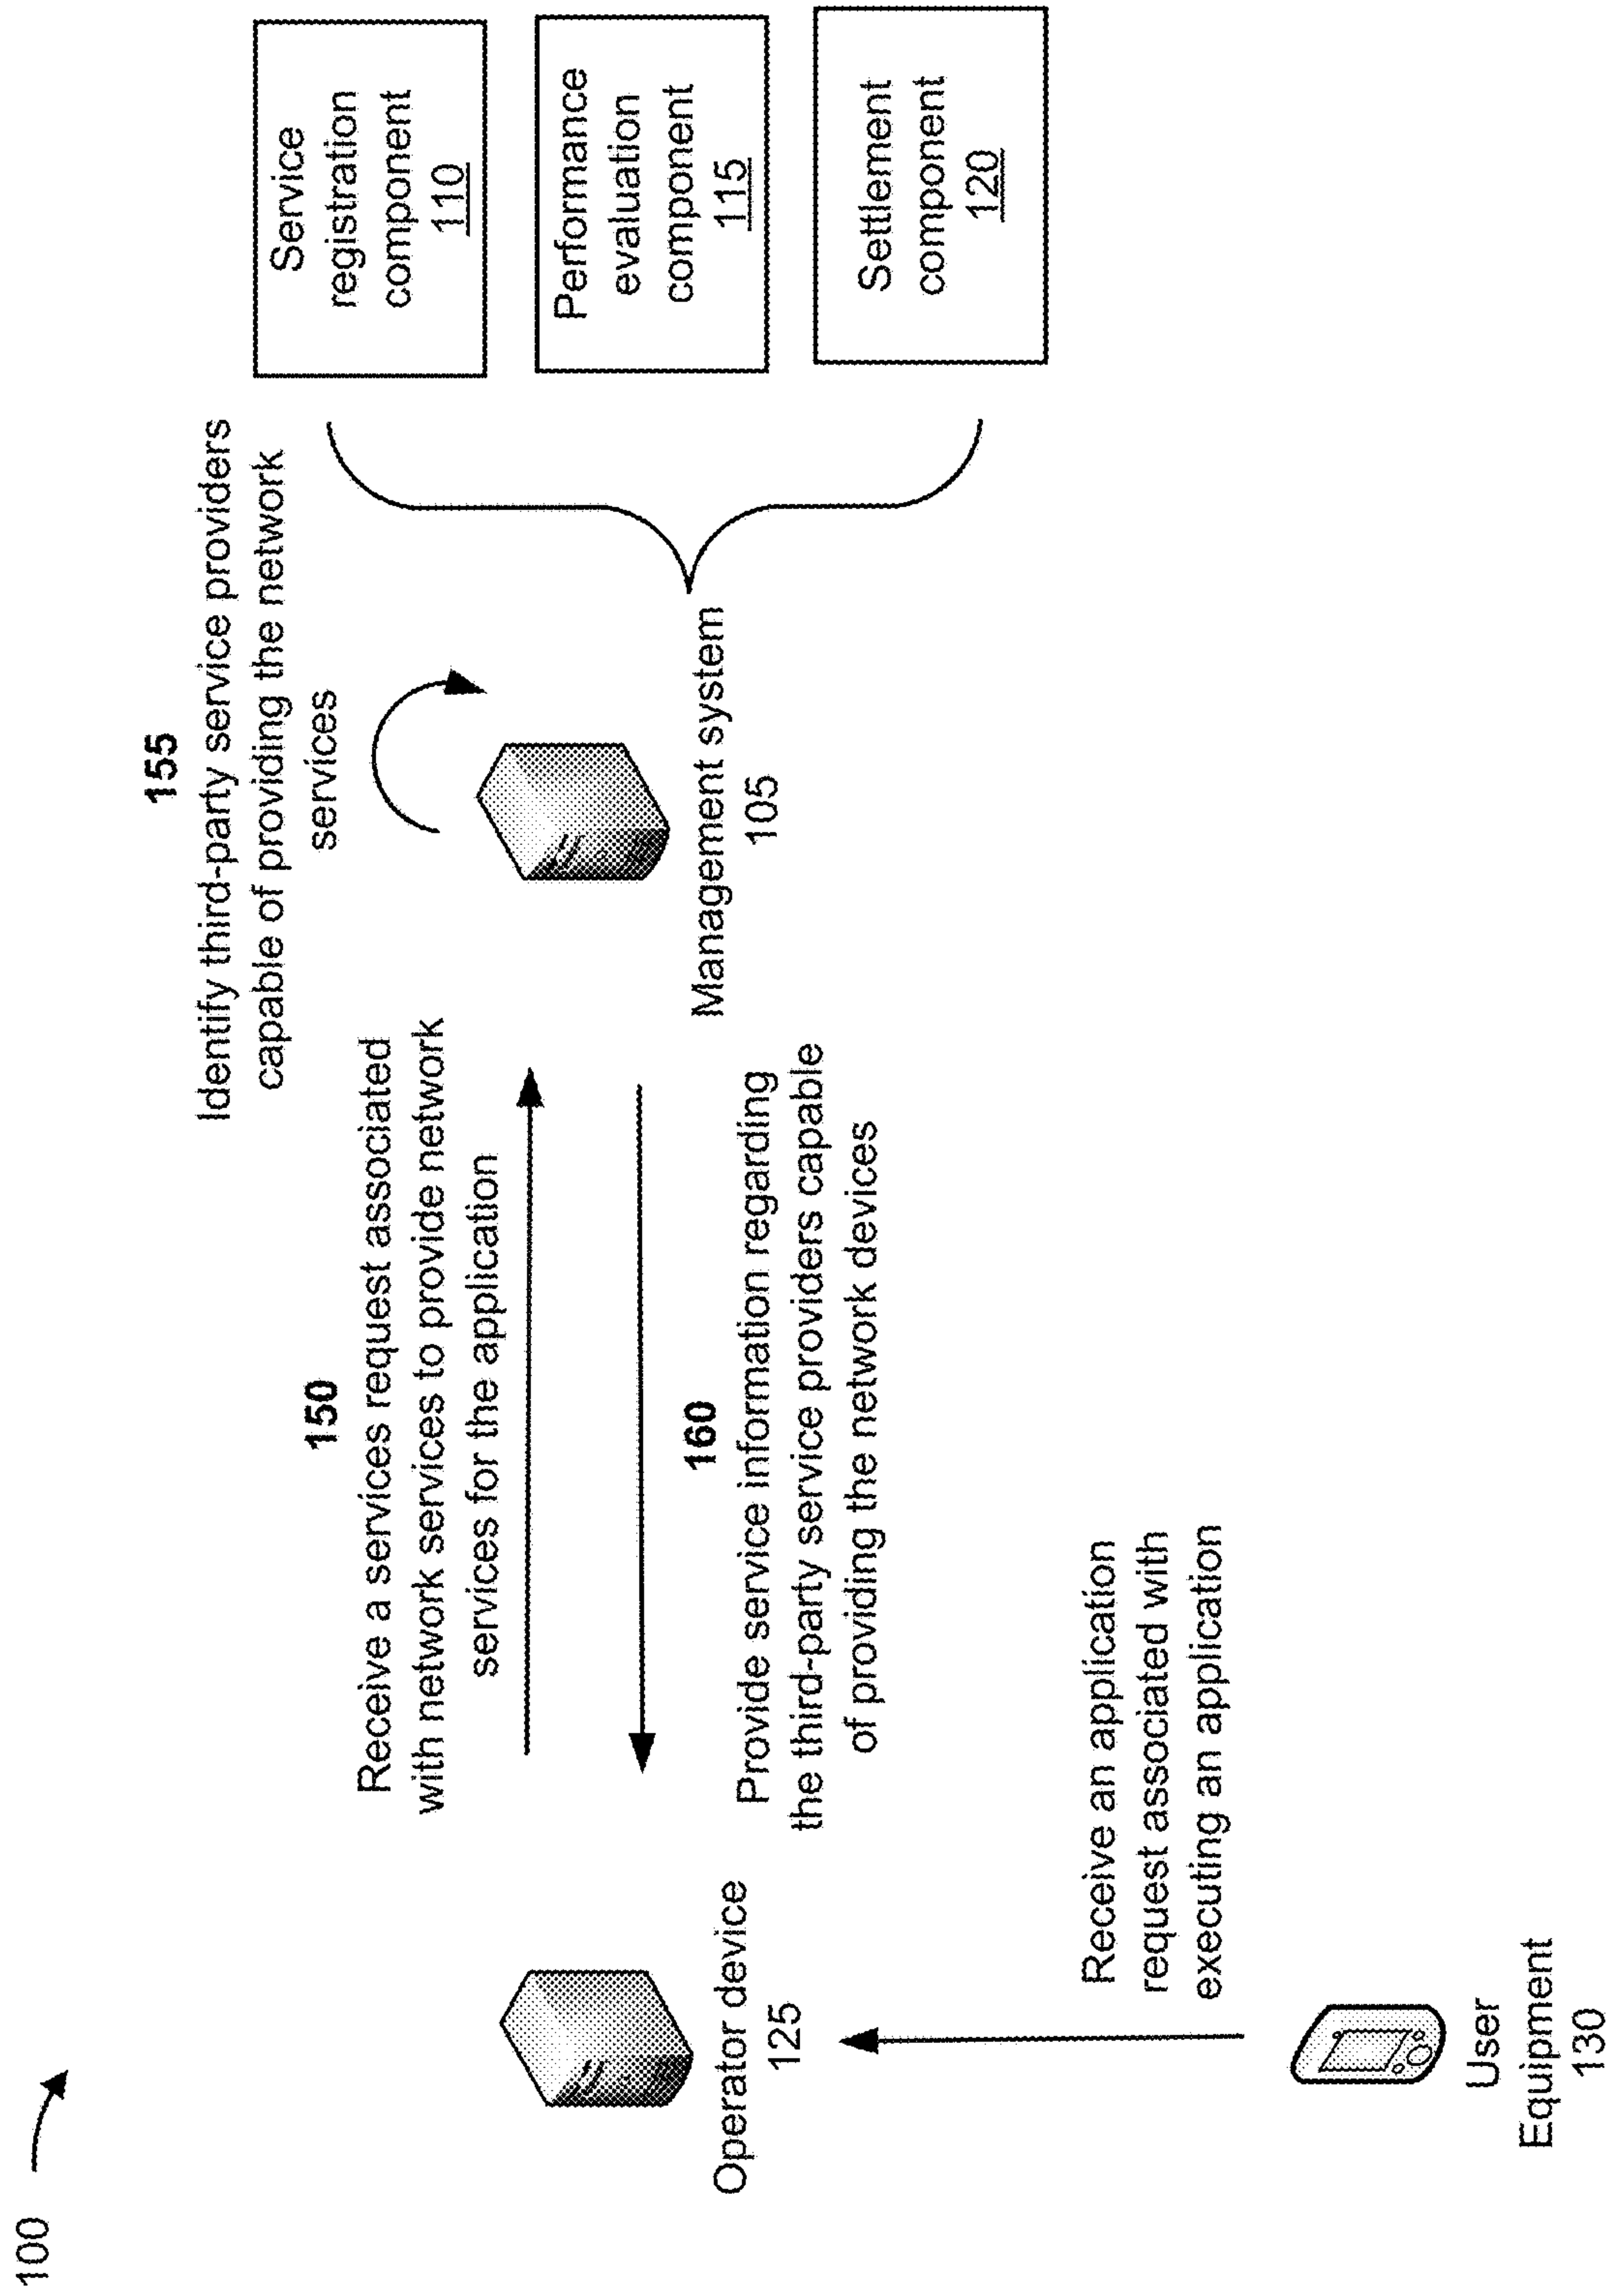 100
155
Identify third-party service providers
capable of providing the network
services
150
Receive a services request associated
with network services to provide network
services for the application
160
Provide service information regarding
the third-party service providers capable
of providing the network devices
Operator device
125
Management system
105
Service
registration
component
110
Performance
evaluation
component
115
Settlement
component
120
Receive an application
request associated with
executing an application
User
Equipment
130